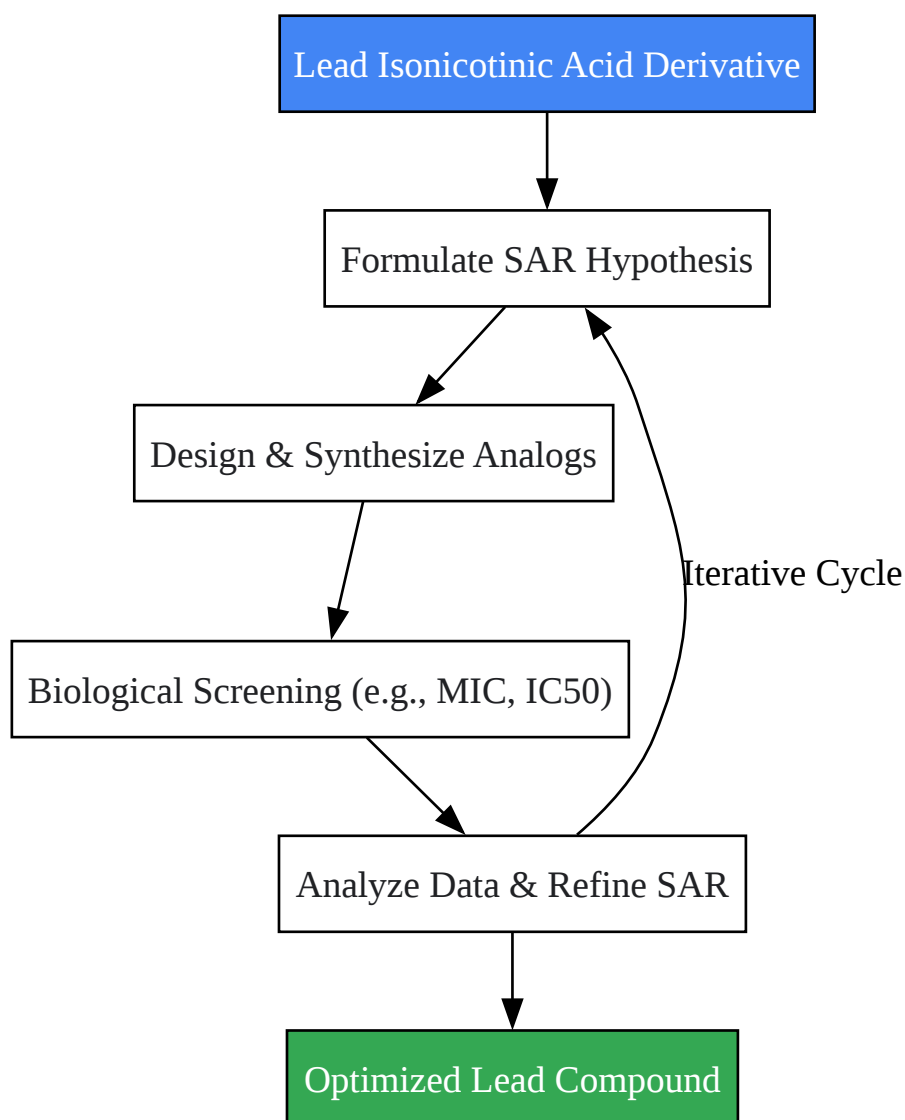 Lead Isonicotinic Acid Derivative
Formulate SAR Hypothesis
Design & Synthesize Analogs
Iterative Cycle
Biological Screening (e.g., MIC, IC50)
Analyze Data & Refine SAR
Optimized Lead Compound